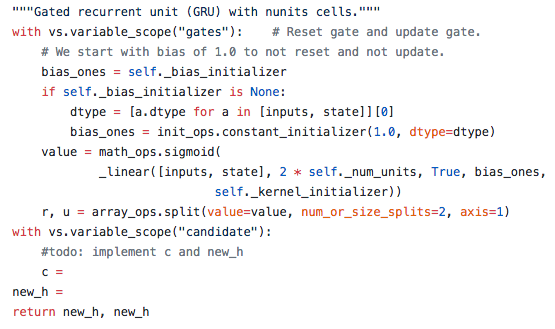 """Gated recurrent unit (GRU) with nunits cells."""
with vs.variable_scope("gates"):    # Reset gate and update gate.
    # We start with bias of 1.0 to not reset and not update.
    bias_ones = self._bias_initializer
    if self._bias_initializer is None:
        dtype = [a.dtype for a in [inputs, state]][0]
        bias_ones = init_ops.constant_initializer(1.0, dtype=dtype)
    value = math_ops.sigmoid(
            _linear([inputs, state], 2 * self._num_units, True, bias_ones,
                            self._kernel_initializer))
    r, u = array_ops.split(value=value, num_or_size_splits=2, axis=1)
with vs.variable_scope("candidate"):
    #todo: implement c and new_h
    c =
new_h =
return new_h, new_h